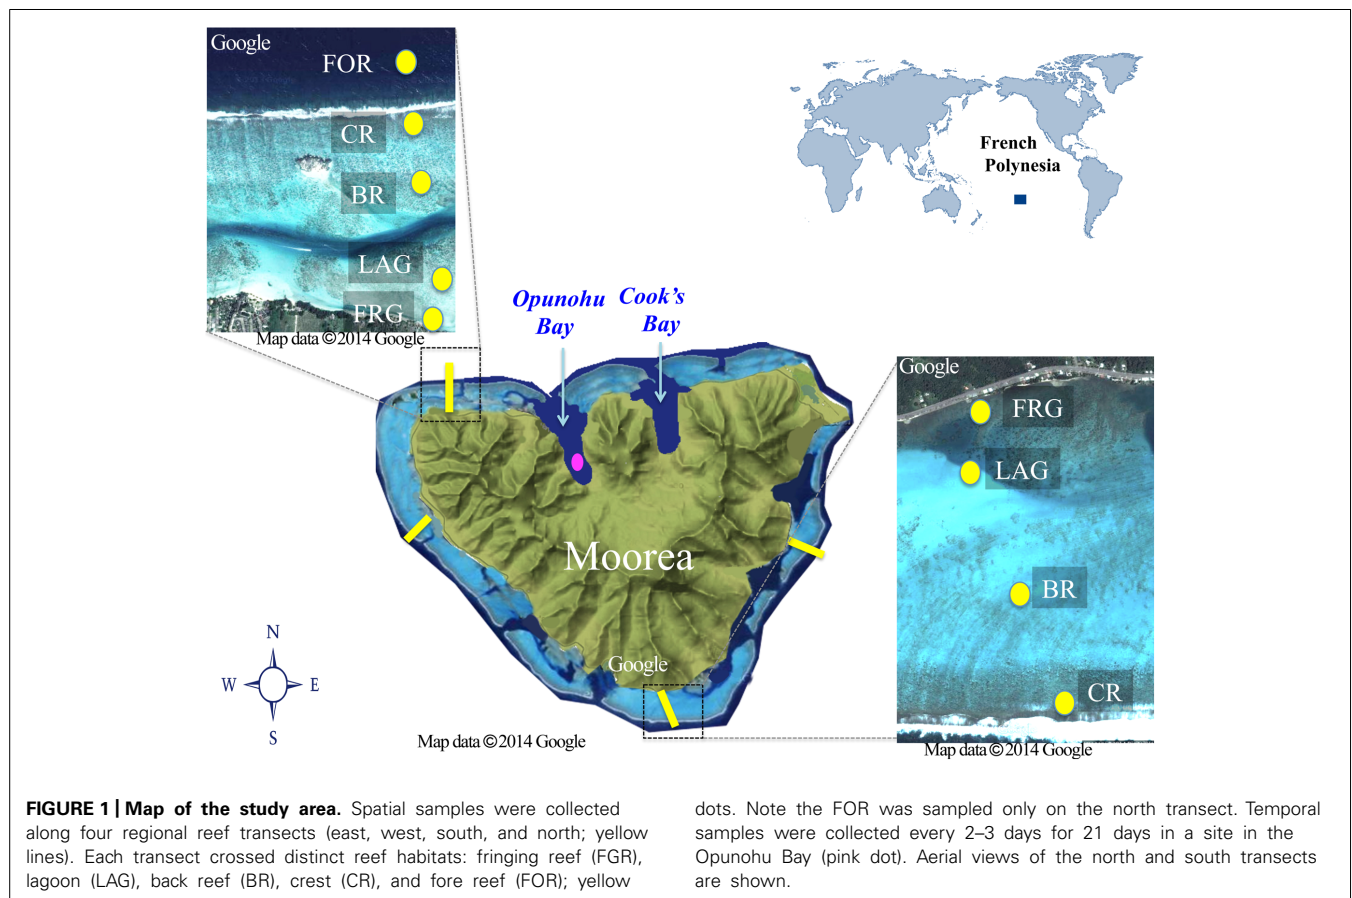 Google
FOR
CR
BR
LAG
FRG
Map data ©2014 Google
French
Polynesia
Opunohu
Bay
Cook's
Bay
Google
FRG
LAG
BR
CR
Map data ©2014 Google
Moorea
Google
N
W
E
S
Map data ©2014 Google
FIGURE 1 | Map of the study area. Spatial samples were collected
along four regional reef transects (east, west, south, and north; yellow
lines). Each transect crossed distinct reef habitats: fringing reef (FGR),
lagoon (LAG), back reef (BR), crest (CR), and fore reef (FOR); yellow
dots. Note the FOR was sampled only on the north transect. Temporal
samples were collected every 2–3 days for 21 days in a site in the
Opunohu Bay (pink dot). Aerial views of the north and south transects
are shown.